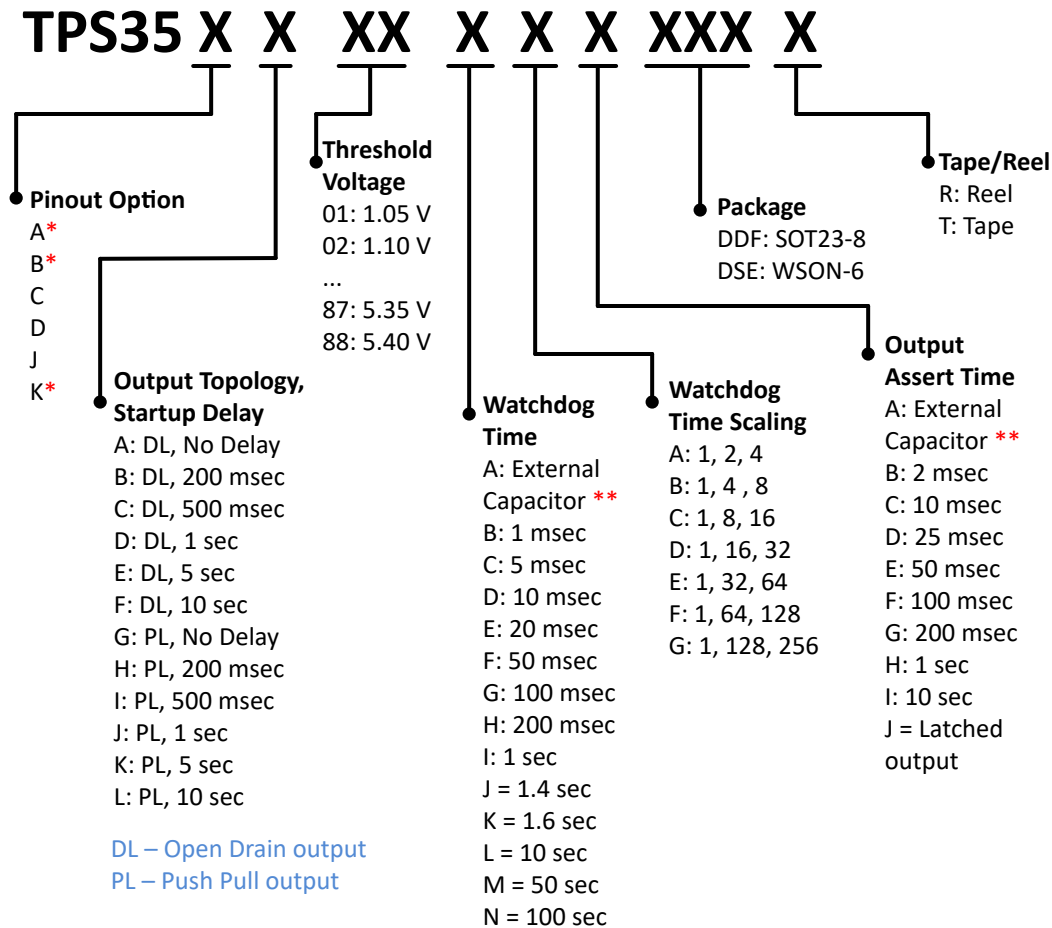 TPS35 X X XX X X X XXX X
Pinout Option
A*
B*
C
D
J
K*
Output Topology,
Startup Delay
A: DL, No Delay
B: DL, 200 msec
C: DL, 500 msec
D: DL, 1 sec
E: DL, 5 sec
F: DL, 10 sec
G: PL, No Delay
H: PL, 200 msec
I: PL, 500 msec
J: PL, 1 sec
K: PL, 5 sec
L: PL, 10 sec
DL – Open Drain output
PL – Push Pull output
Threshold
Voltage
01: 1.05 V
02: 1.10 V
...
87: 5.35 V
88: 5.40 V
Watchdog
Time
A: External
Capacitor **
B: 1 msec
C: 5 msec
D: 10 msec
E: 20 msec
F: 50 msec
G: 100 msec
H: 200 msec
I: 1 sec
J = 1.4 sec
K = 1.6 sec
L = 10 sec
M = 50 sec
N = 100 sec
Watchdog
Time Scaling
A: 1, 2, 4
B: 1, 4 , 8
C: 1, 8, 16
D: 1, 16, 32
E: 1, 32, 64
F: 1, 64, 128
G: 1, 128, 256
Output
Assert Time
A: External
Capacitor **
B: 2 msec
C: 10 msec
D: 25 msec
E: 50 msec
F: 100 msec
G: 200 msec
H: 1 sec
I: 10 sec
J = Latched
output
Package
DDF: SOT23-8
DSE: WSON-6
Tape/Reel
R: Reel
T: Tape